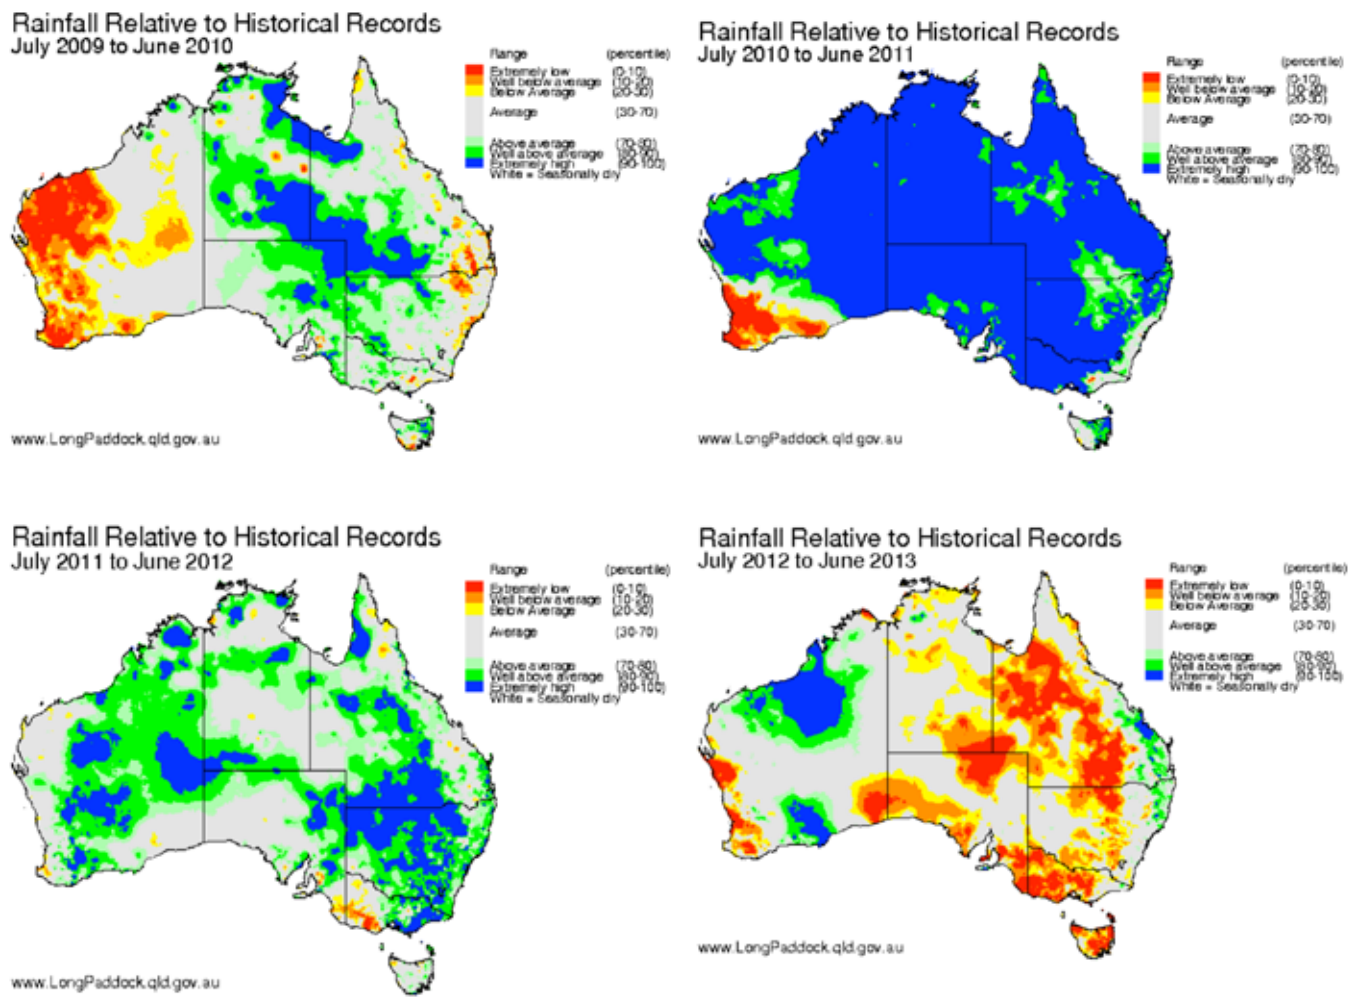 Rainfall Relative to Historical Records
July 2009 to June 2010
Range (percentile)
Extremely low (0-10)
Well below average (10-20)
Below Average (20-30)
Average (30-70)
Above average (70-80)
Well above average (80-90)
Extremely high (90-100)
White = Seasonally dry
www.LongPaddock.qld.gov.au
Rainfall Relative to Historical Records
July 2010 to June 2011
Range (percentile)
Extremely low (0-10)
Well below average (10-20)
Below Average (20-30)
Average (30-70)
Above average (70-80)
Well above average (80-90)
Extremely high (90-100)
White = Seasonally dry
www.LongPaddock.qld.gov.au
Rainfall Relative to Historical Records
July 2011 to June 2012
Range (percentile)
Extremely low (0-10)
Well below average (10-20)
Below Average (20-30)
Average (30-70)
Above average (70-80)
Well above average (80-90)
Extremely high (90-100)
White = Seasonally dry
www.LongPaddock.qld.gov.au
Rainfall Relative to Historical Records
July 2012 to June 2013
Range (percentile)
Extremely low (0-10)
Well below average (10-20)
Below Average (20-30)
Average (30-70)
Above average (70-80)
Well above average (80-90)
Extremely high (90-100)
White = Seasonally dry
www.LongPaddock.qld.gov.au